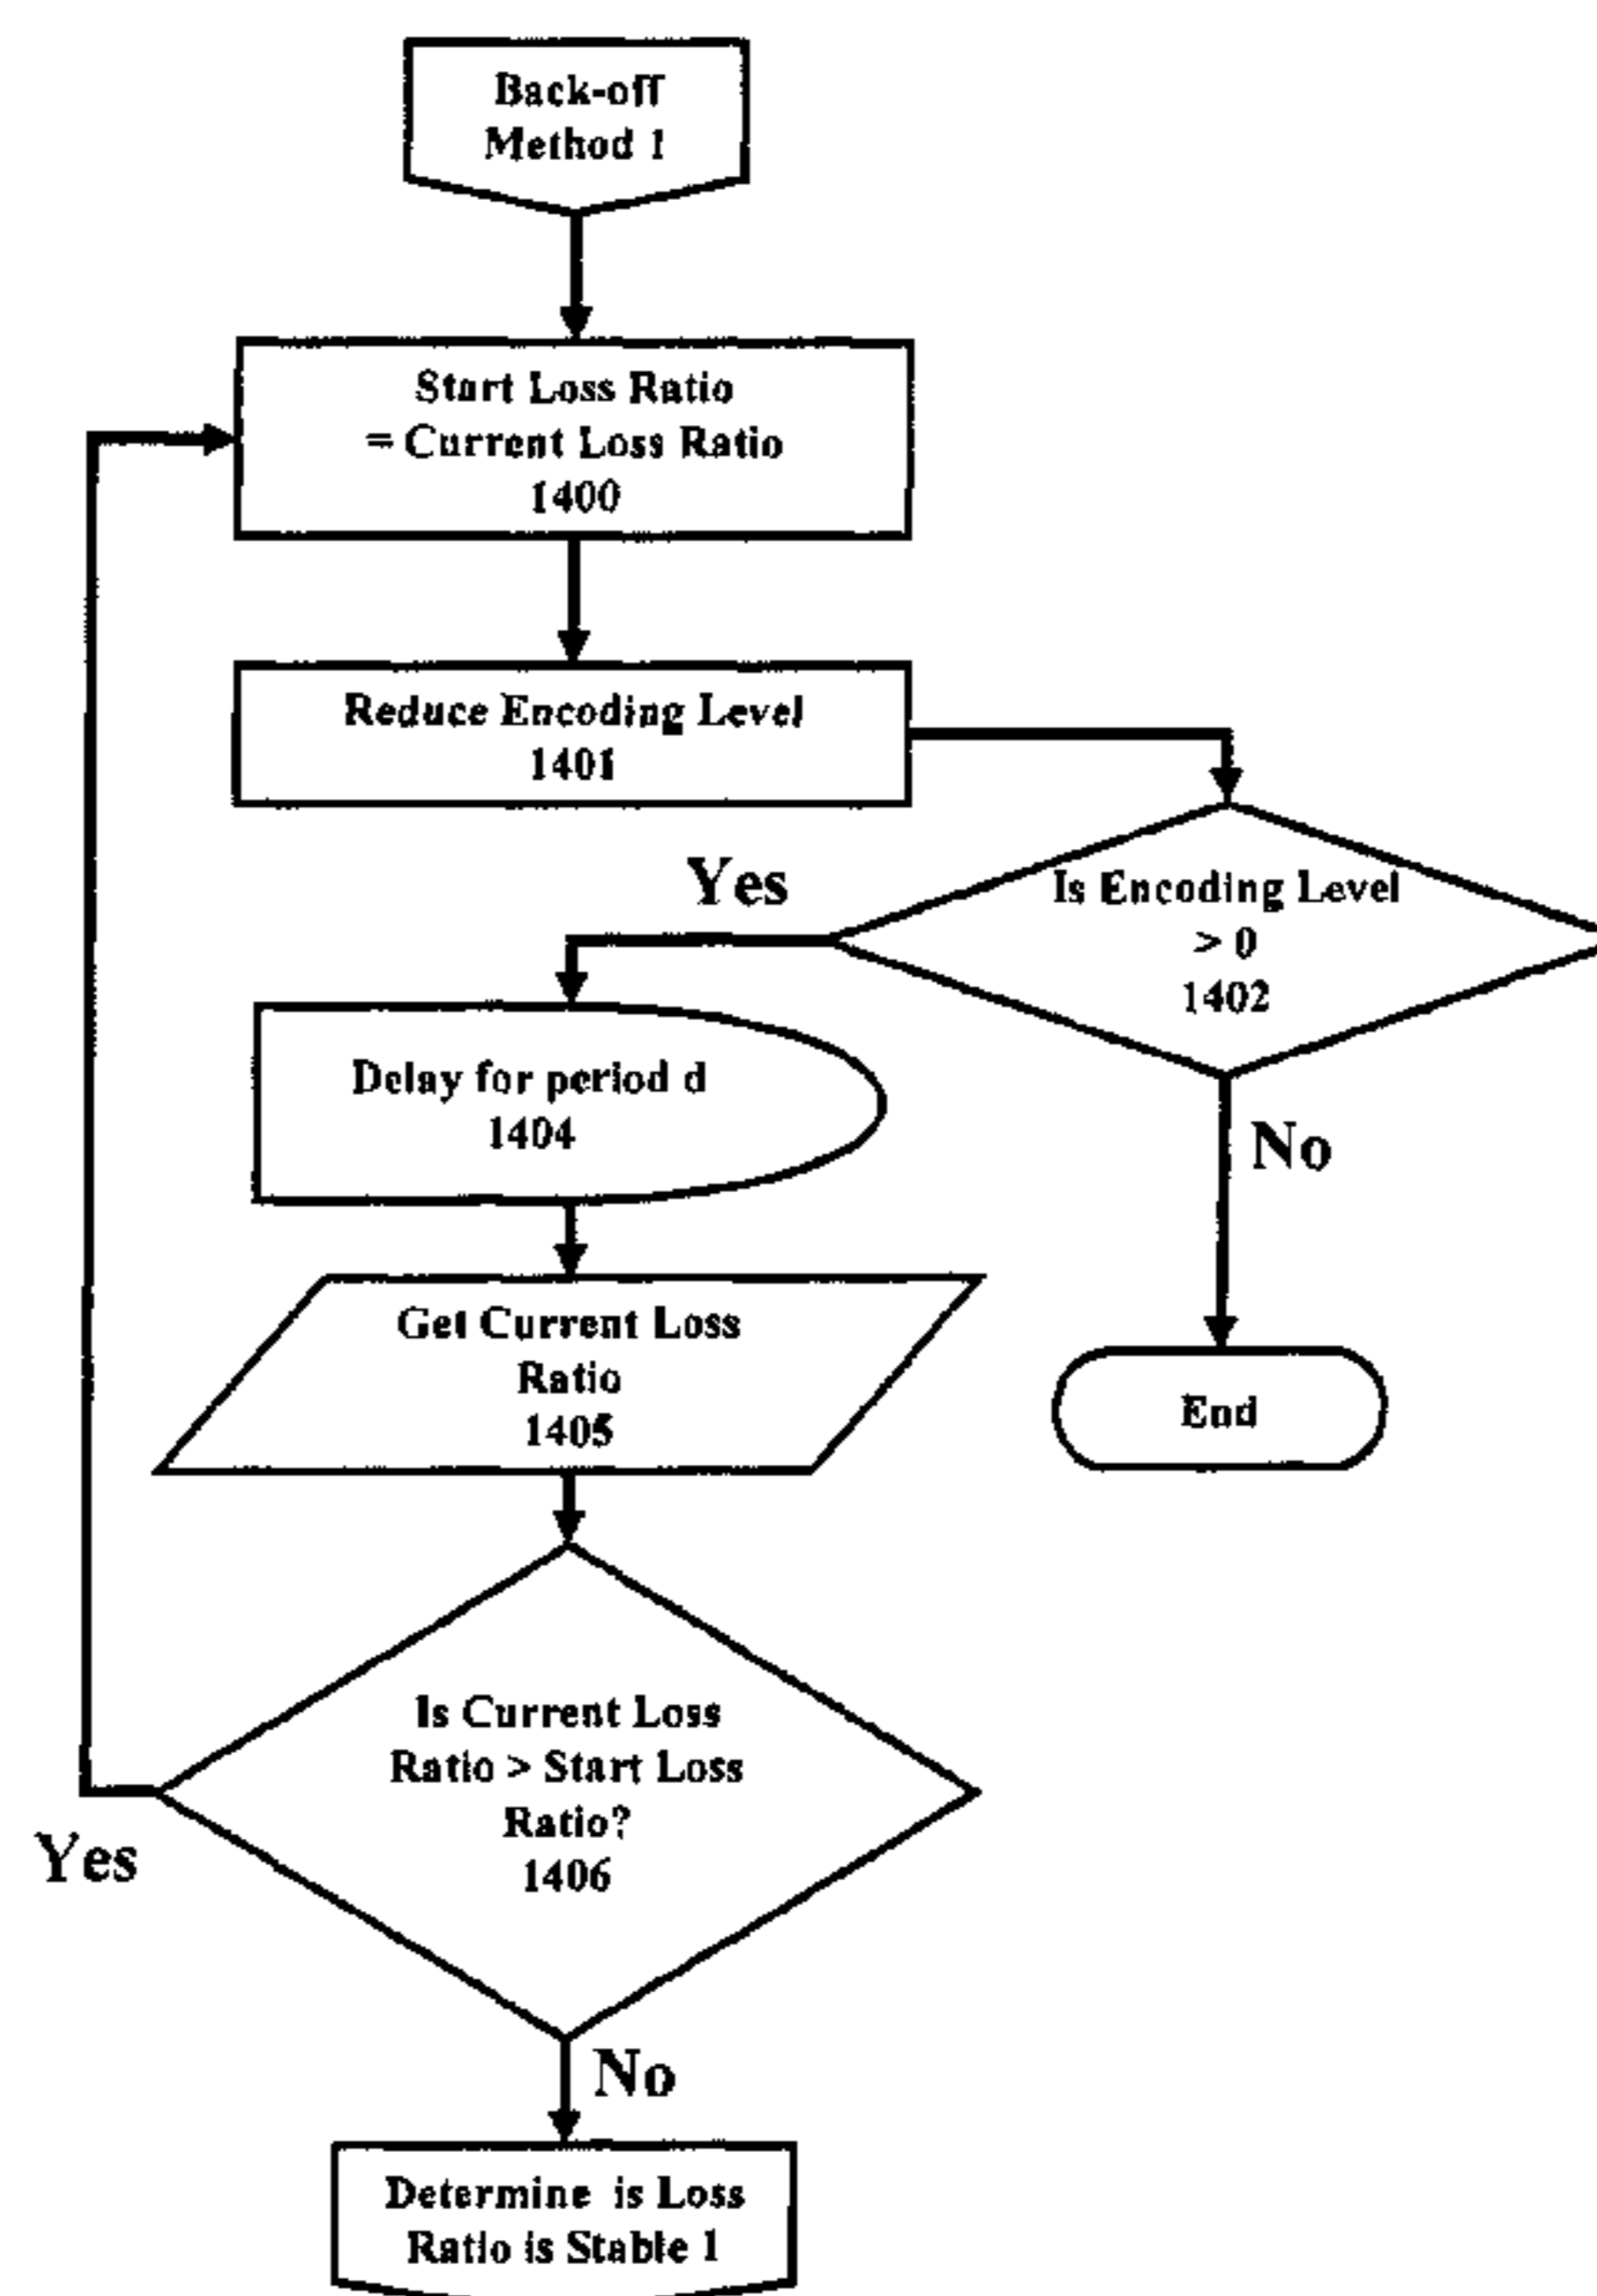 Back-off
Method 1
Start Loss Ratio
= Current Loss Ratio
1400
Reduce Encoding Level
1401
Yes
Is Encoding Level
> 0
1402
Delay for period d
1404
No
Get Current Loss
Ratio
1405
End
Is Current Loss
Ratio > Start Loss
Ratio?
1406
Yes
No
Determine is Loss
Ratio is Stable 1